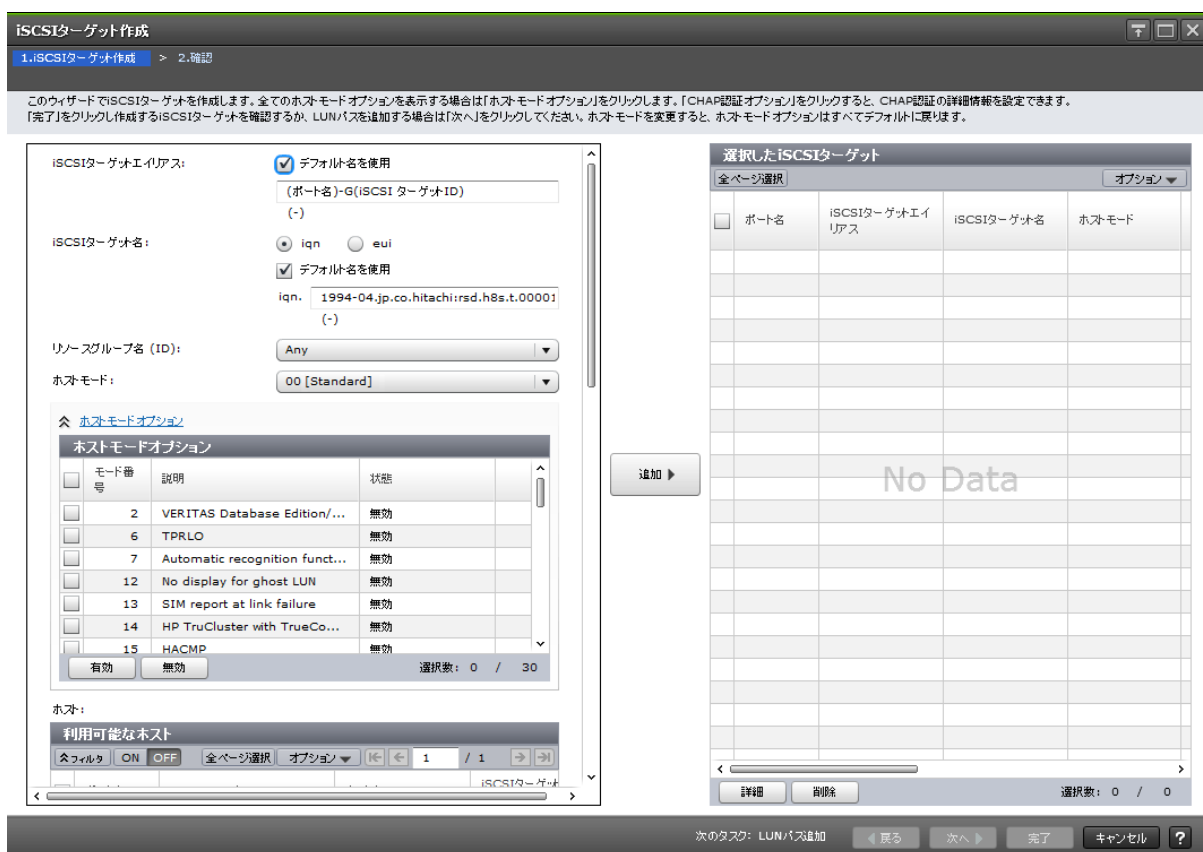 iSCSIターゲット作成
1.iSCSIターゲット作成 > 2.確認
このウィザードでiSCSIターゲットを作成します。全てのホストモードオプションを表示する場合は「ホストモードオプション」をクリックします。「CHAP認証オプション」をクリックすると、CHAP認証の詳細情報を設定できます。
「完了」をクリックし作成するiSCSIターゲットを確認するか、LUNパスを追加する場合は「次へ」をクリックしてください。ホストモードを変更すると、ホストモードオプションはすべてデフォルトに戻ります。
iSCSIターゲットエイリアス:
デフォルト名を使用
(ポート名)-G(iSCSI ターゲットID)
(-)
iSCSIターゲット名:
iqn eui
デフォルト名を使用
iqn. 1994-04.jp.co.hitachi:rsd.h8s.t.00001
(-)
リソースグループ名 (ID): Any
ホストモード: 00 [Standard]
ホストモードオプション
ホストモードオプション
モード番号 説明 状態
2 VERITAS Database Edition/... 無効
6 TPRLO 無効
7 Automatic recognition funct... 無効
12 No display for ghost LUN 無効
13 SIM report at link failure 無効
14 HP TruCluster with TrueCo... 無効
15 HACMP 無効
有効 無効 選択数: 0 / 30
ホスト:
利用可能なホスト
フィルタ ON OFF 全ページ選択 オプション 1 / 1
iSCSIターゲット
追加
選択したiSCSIターゲット
全ページ選択 オプション
ポート名 iSCSIターゲットエイリアス iSCSIターゲット名 ホストモード
No Data
詳細 削除 選択数: 0 / 0
次のタスク: LUNパス追加 戻る 次へ 完了 キャンセル ?